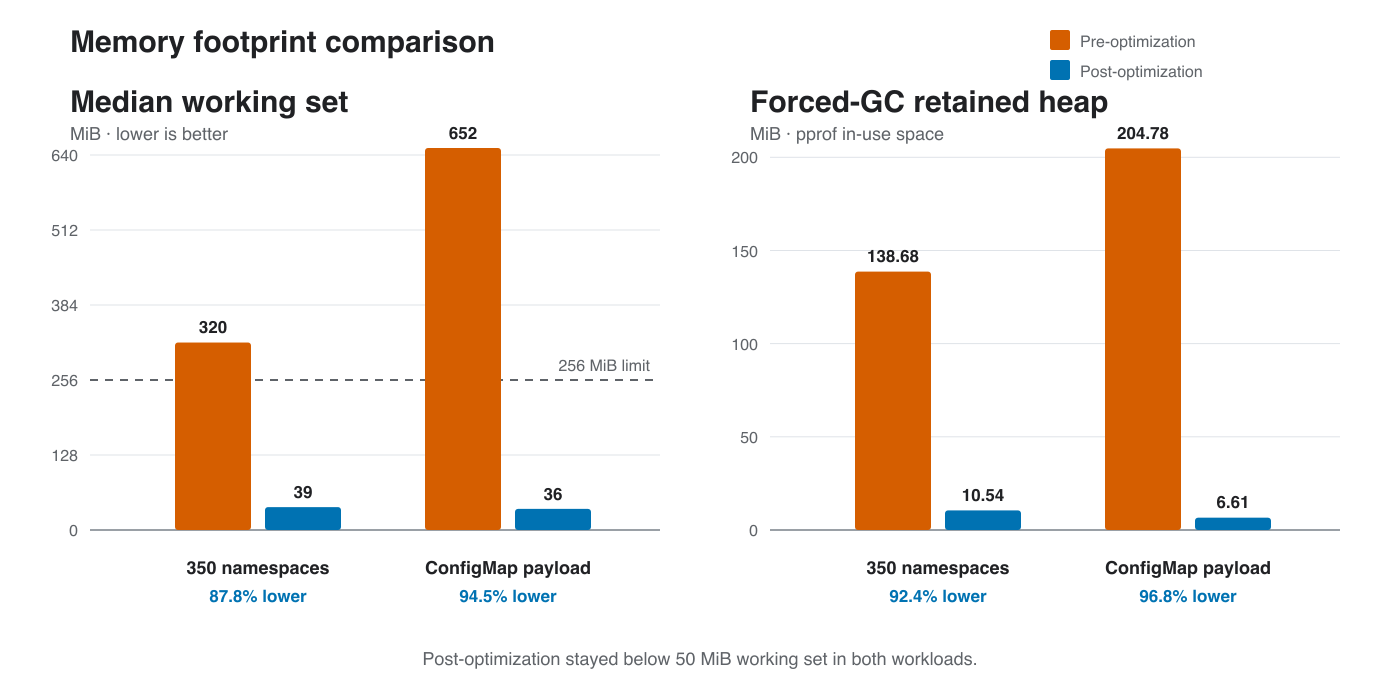 Memory footprint comparison
Pre-optimization
Post-optimization
Median working set
MiB · lower is better
640
512
384
256
128
0
652
320
256 MiB limit
39
36
350 namespaces
87.8% lower
ConfigMap payload
94.5% lower
Forced-GC retained heap
MiB · pprof in-use space
200
150
100
50
0
204.78
138.68
10.54
6.61
350 namespaces
92.4% lower
ConfigMap payload
96.8% lower
Post-optimization stayed below 50 MiB working set in both workloads.